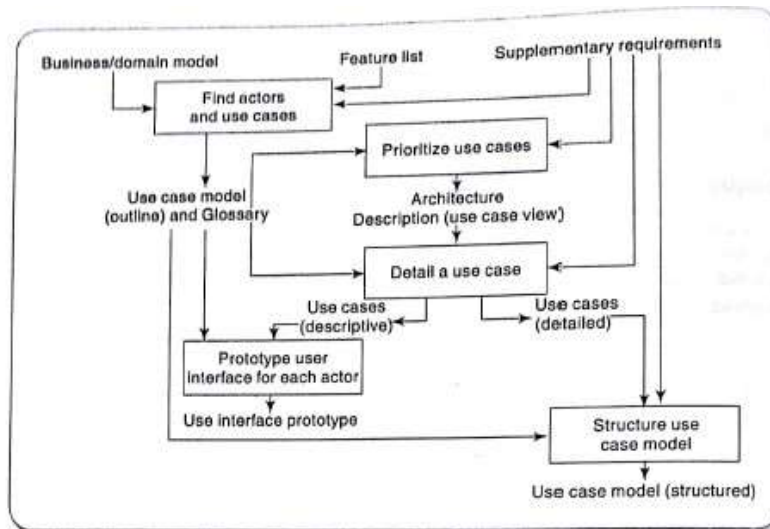 Business/domain model
Feature list
Supplementary requirements
Find actors
and use cases
Prioritize use cases
Use case model
(outline) and Glossary
Architecture
Description (use case view)
Detail a use case
Use cases
(descriptive)
Use cases
(detailed)
Prototype user
interface for each actor
Use interface prototype
Structure use
case model
Use case model (structured)